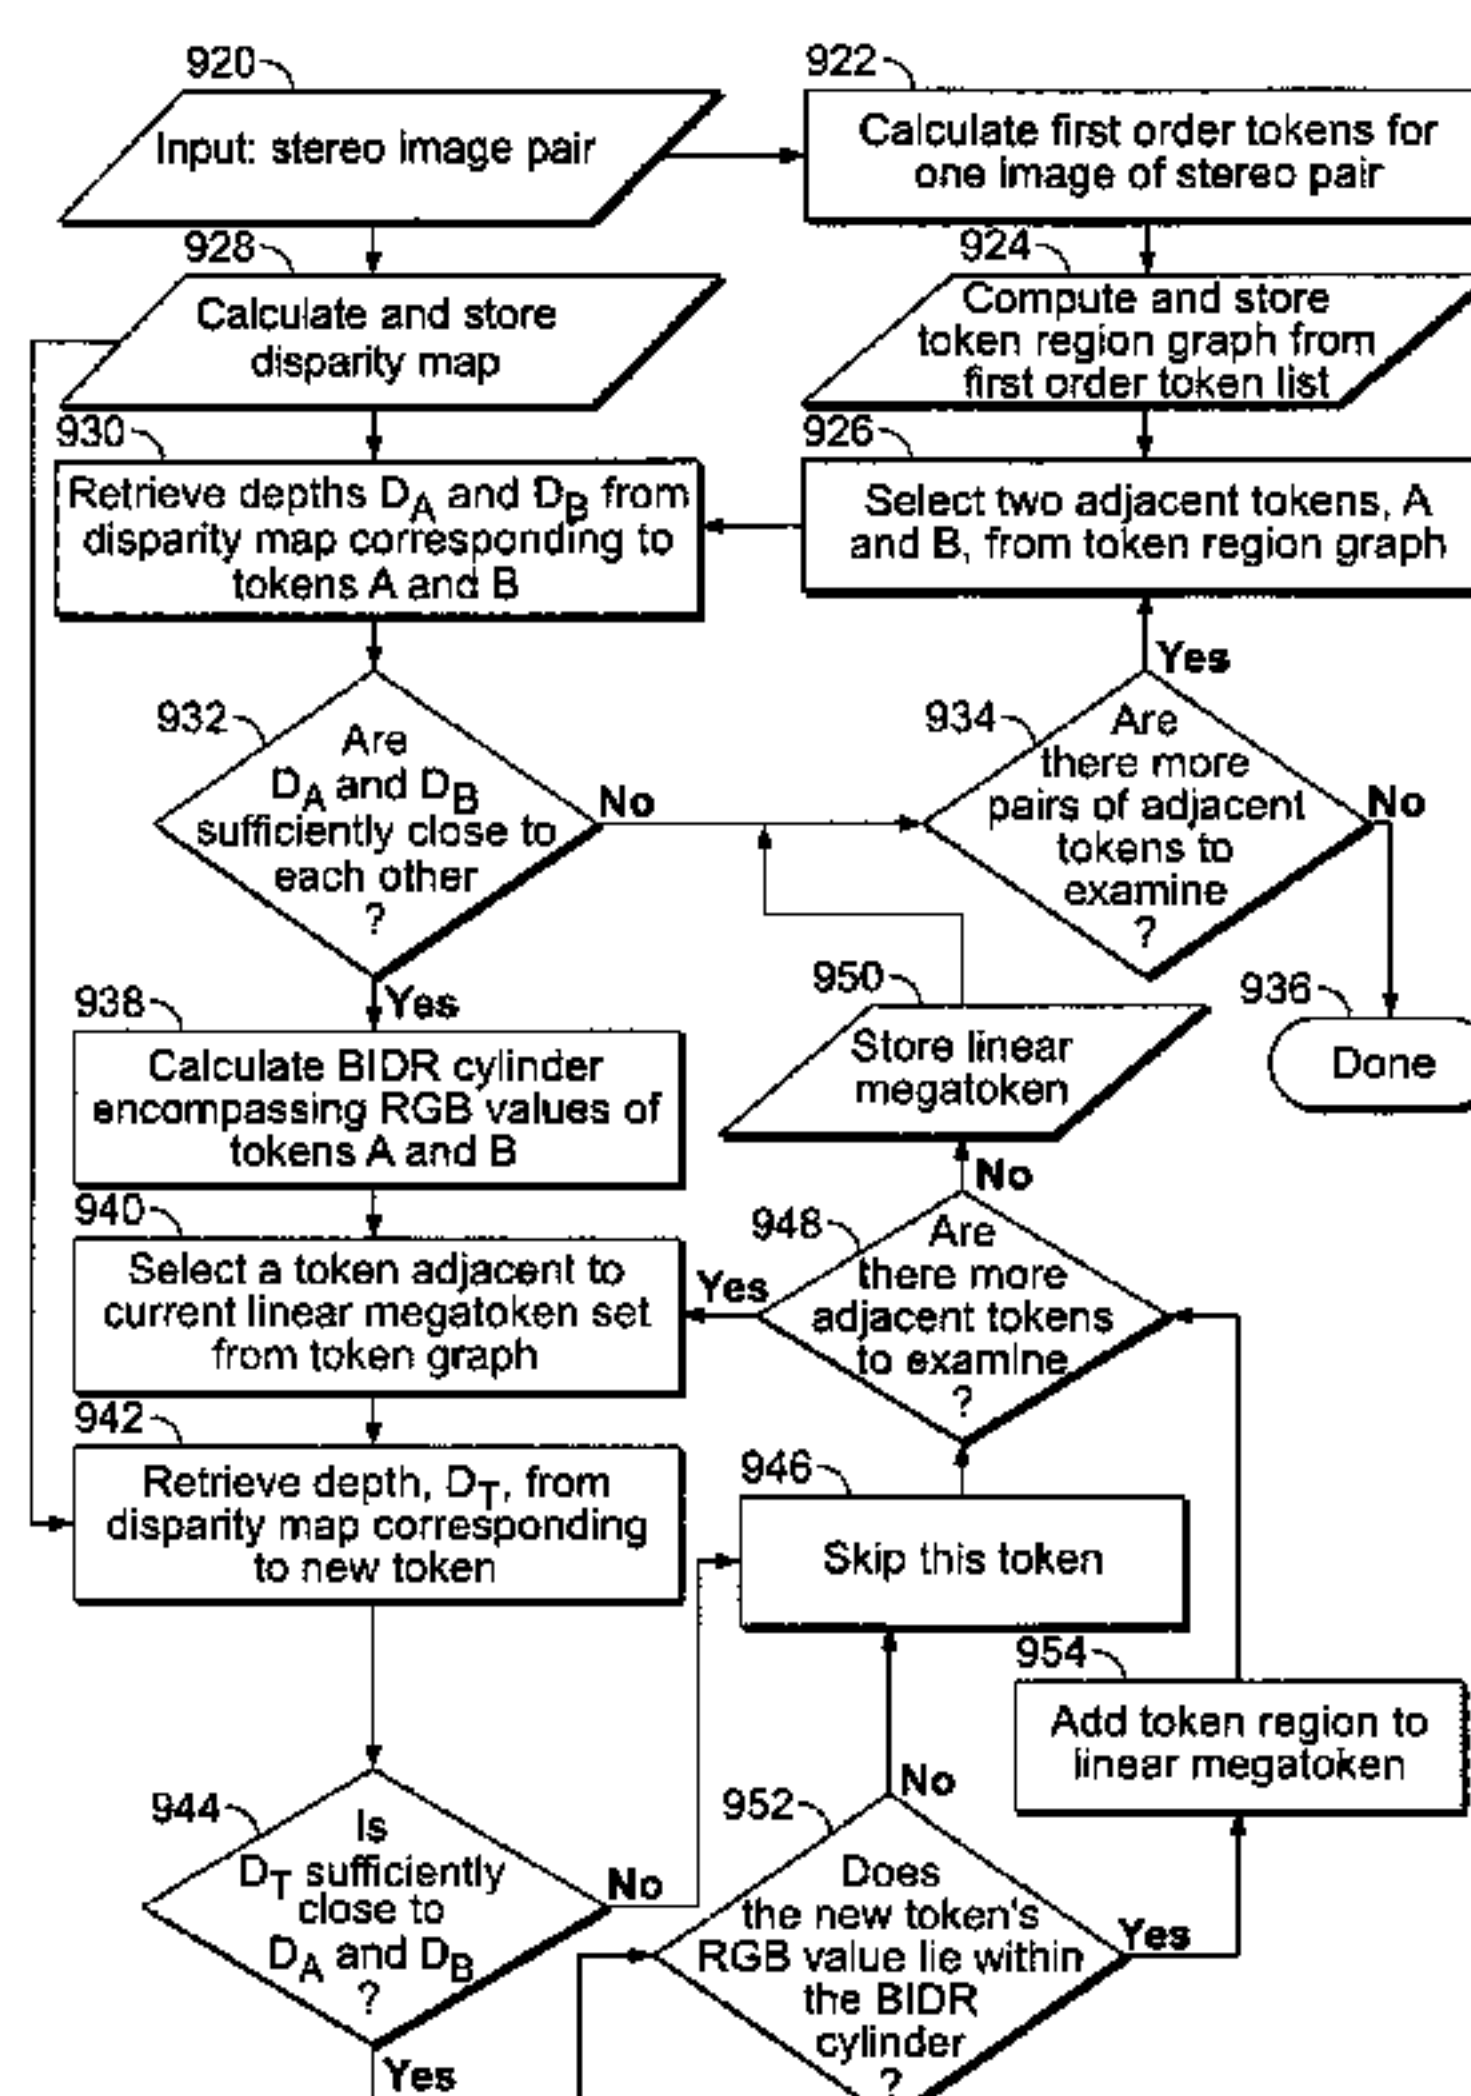 920
Input: stereo image pair
922
Calculate first order tokens for
one image of stereo pair
928
Calculate and store
disparity map
924
Compute and store
token region graph from
first order token list
930
Retrieve depths DA and DB from
disparity map corresponding to
tokens A and B
926
Select two adjacent tokens, A
and B, from token region graph
932
Are
DA and DB
sufficiently close to
each other
?
No
Yes
934
Are
there more
pairs of adjacent
tokens to
examine
?
Yes
No
936
Done
938
Calculate BIDR cylinder
encompassing RGB values of
tokens A and B
950
Store linear
megatoken
940
Select a token adjacent to
current linear megatoken set
from token graph
948
Are
there more
adjacent tokens
to examine
?
No
Yes
942
Retrieve depth, DT, from
disparity map corresponding
to new token
946
Skip this token
954
Add token region to
linear megatoken
944
Is
DT sufficiently
close to
DA and DB
?
No
Yes
952
Does
the new token's
RGB value lie within
the BIDR
cylinder
?
No
Yes